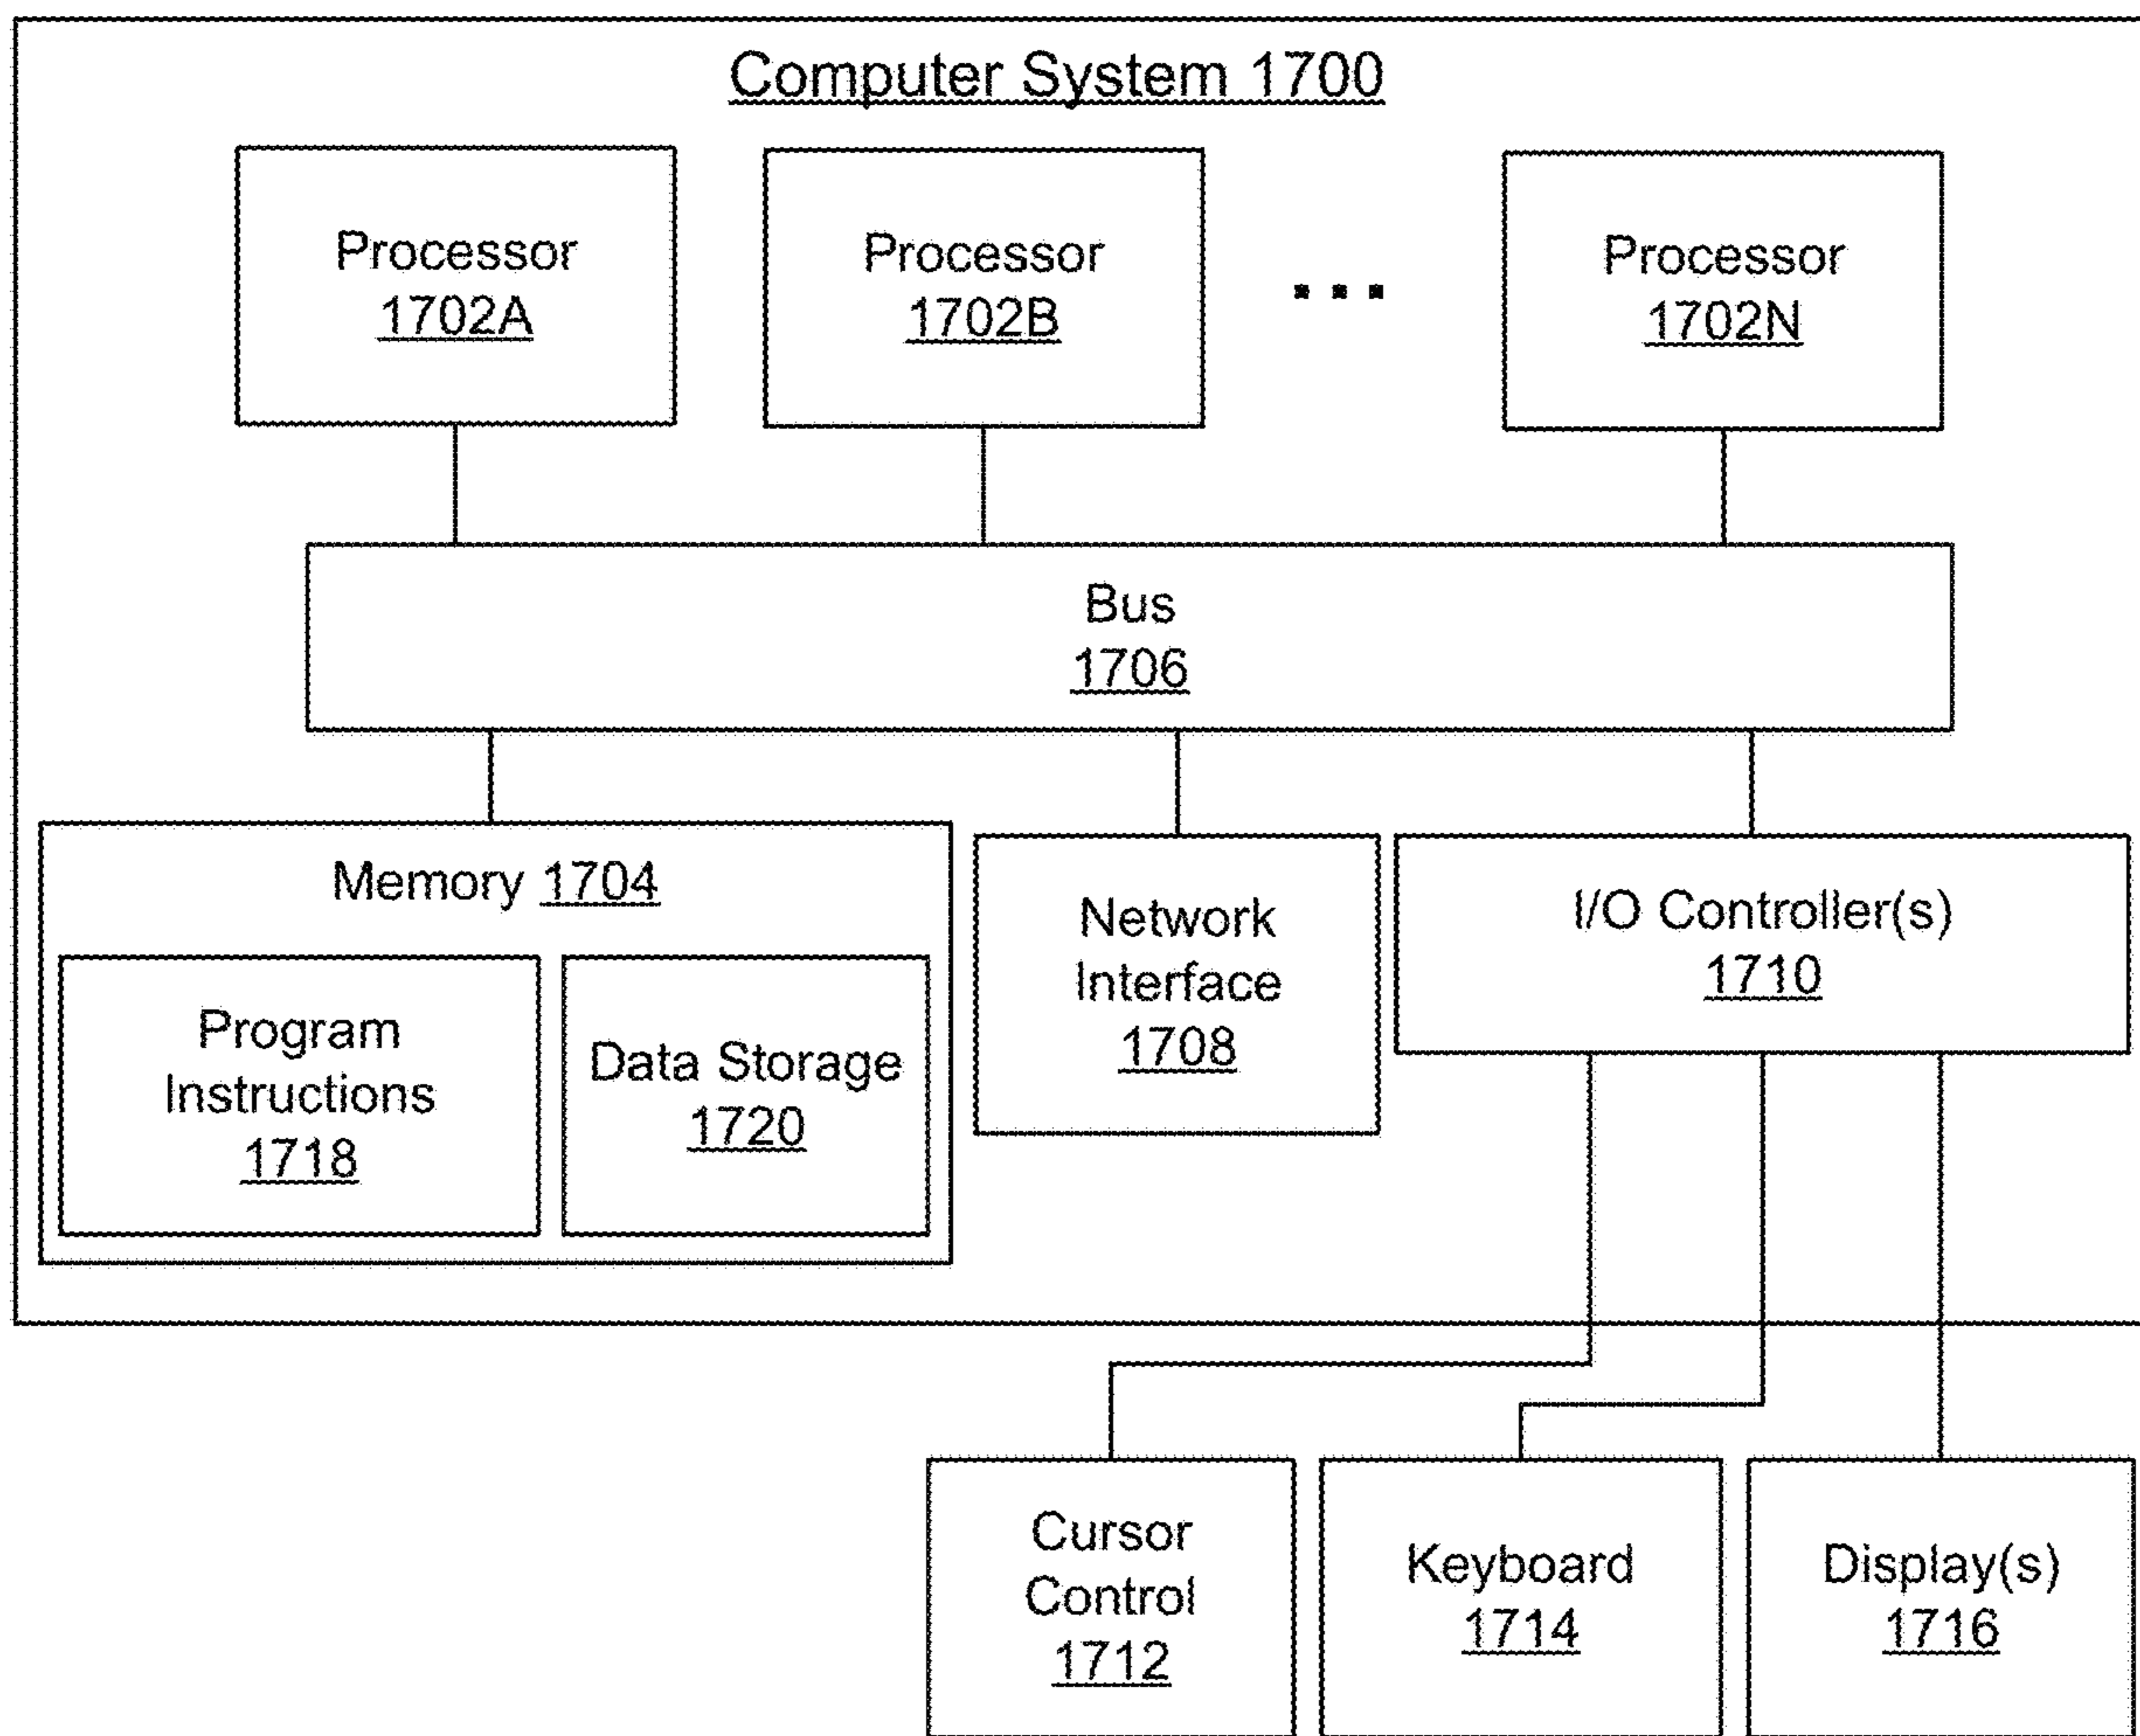 Computer System 1700
Processor
1702A
Processor
1702B
...
Processor
1702N
Bus
1706
Memory 1704
Program
Instructions
1718
Data Storage
1720
Network
Interface
1708
I/O Controller(s)
1710
Cursor
Control
1712
Keyboard
1714
Display(s)
1716